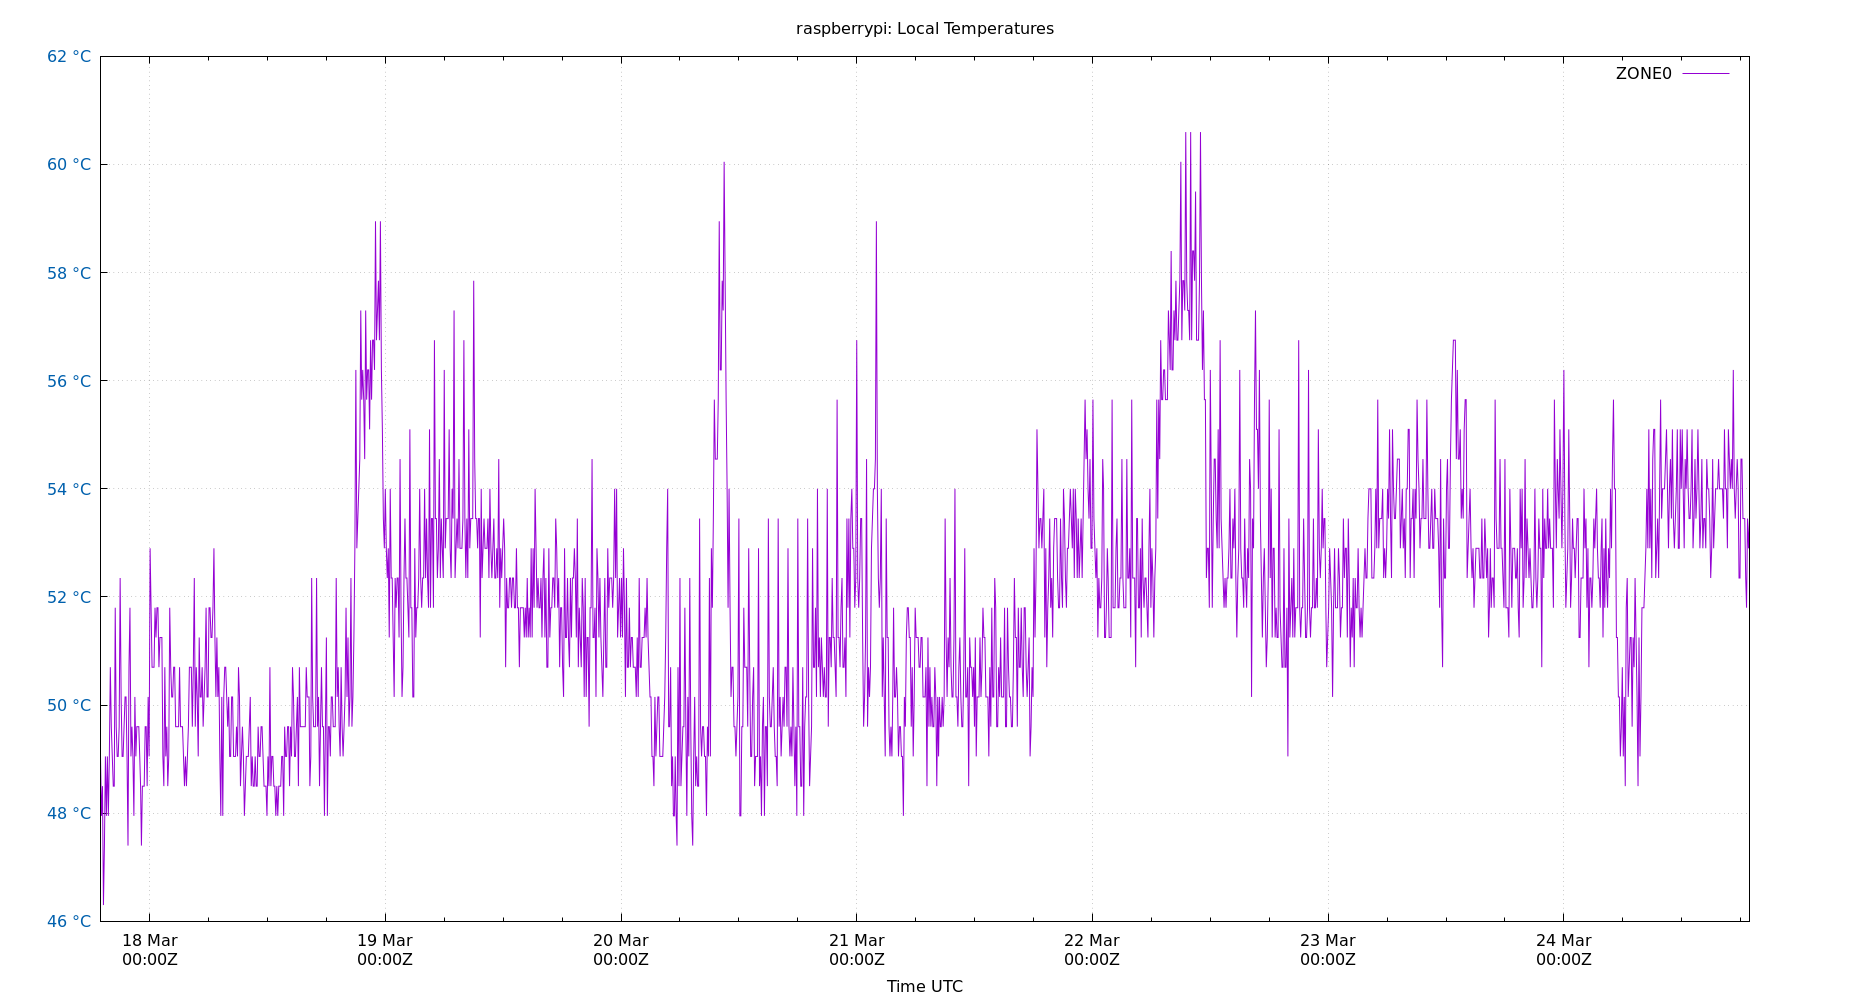 raspberrypi: Local Temperatures
62 °C
ZONE0
60 °C
58 °C
56 °C
54 °C
52 °C
50 °C
48 °C
46 °C
18 Mar 19 Mar 20 Mar 21 Mar 22 Mar 23 Mar 24 Mar
00:00Z 00:00Z 00:00Z 00:00Z 00:00Z 00:00Z 00:00Z
Time UTC